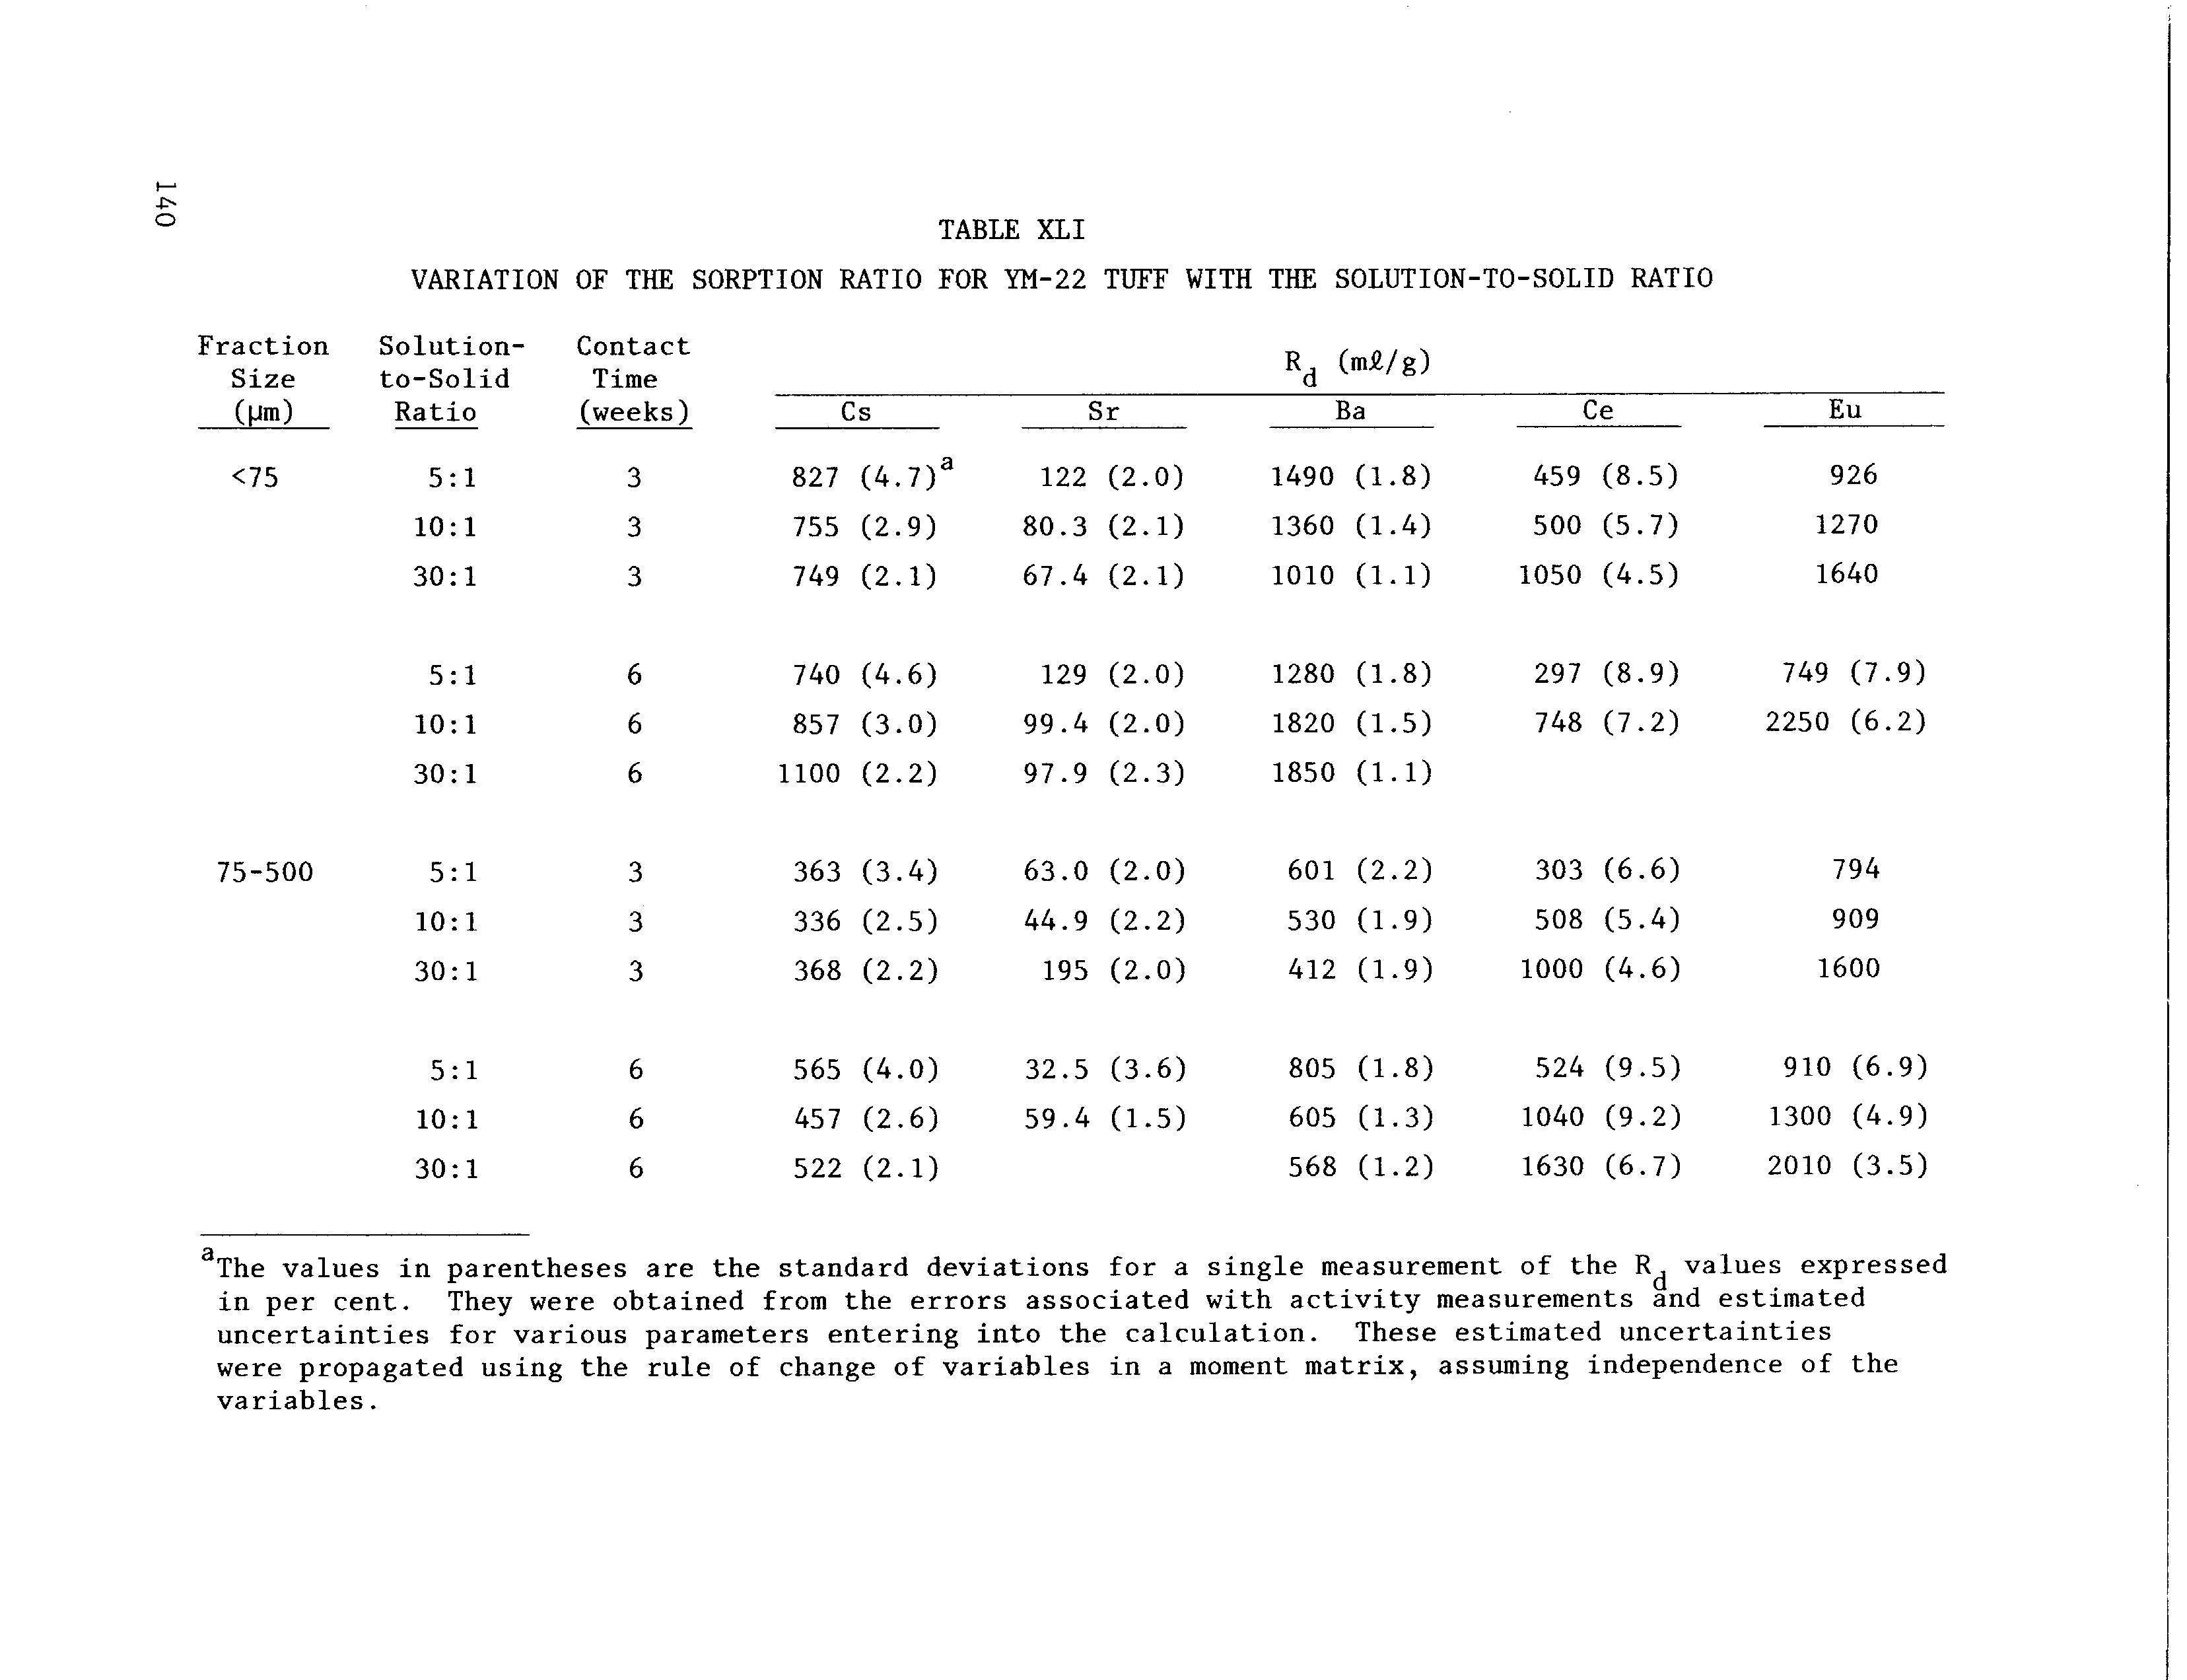 140
TABLE XLI
VARIATION OF THE SORPTION RATIO FOR YM-22 TUFF WITH THE SOLUTION-TO-SOLID RATIO
Fraction Solution- Contact
Size to-Solid Time Rd (mℓ/g)
(μm) Ratio (weeks) Cs Sr Ba Ce Eu
<75 5:1 3 827 (4.7)a 122 (2.0) 1490 (1.8) 459 (8.5) 926
10:1 3 755 (2.9) 80.3 (2.1) 1360 (1.4) 500 (5.7) 1270
30:1 3 749 (2.1) 67.4 (2.1) 1010 (1.1) 1050 (4.5) 1640
5:1 6 740 (4.6) 129 (2.0) 1280 (1.8) 297 (8.9) 749 (7.9)
10:1 6 857 (3.0) 99.4 (2.0) 1820 (1.5) 748 (7.2) 2250 (6.2)
30:1 6 1100 (2.2) 97.9 (2.3) 1850 (1.1)
75-500 5:1 3 363 (3.4) 63.0 (2.0) 601 (2.2) 303 (6.6) 794
10:1 3 336 (2.5) 44.9 (2.2) 530 (1.9) 508 (5.4) 909
30:1 3 368 (2.2) 195 (2.0) 412 (1.9) 1000 (4.6) 1600
5:1 6 565 (4.0) 32.5 (3.6) 805 (1.8) 524 (9.5) 910 (6.9)
10:1 6 457 (2.6) 59.4 (1.5) 605 (1.3) 1040 (9.2) 1300 (4.9)
30:1 6 522 (2.1) 568 (1.2) 1630 (6.7) 2010 (3.5)
aThe values in parentheses are the standard deviations for a single measurement of the Rd values expressed
in per cent. They were obtained from the errors associated with activity measurements and estimated
uncertainties for various parameters entering into the calculation. These estimated uncertainties
were propagated using the rule of change of variables in a moment matrix, assuming independence of the
variables.